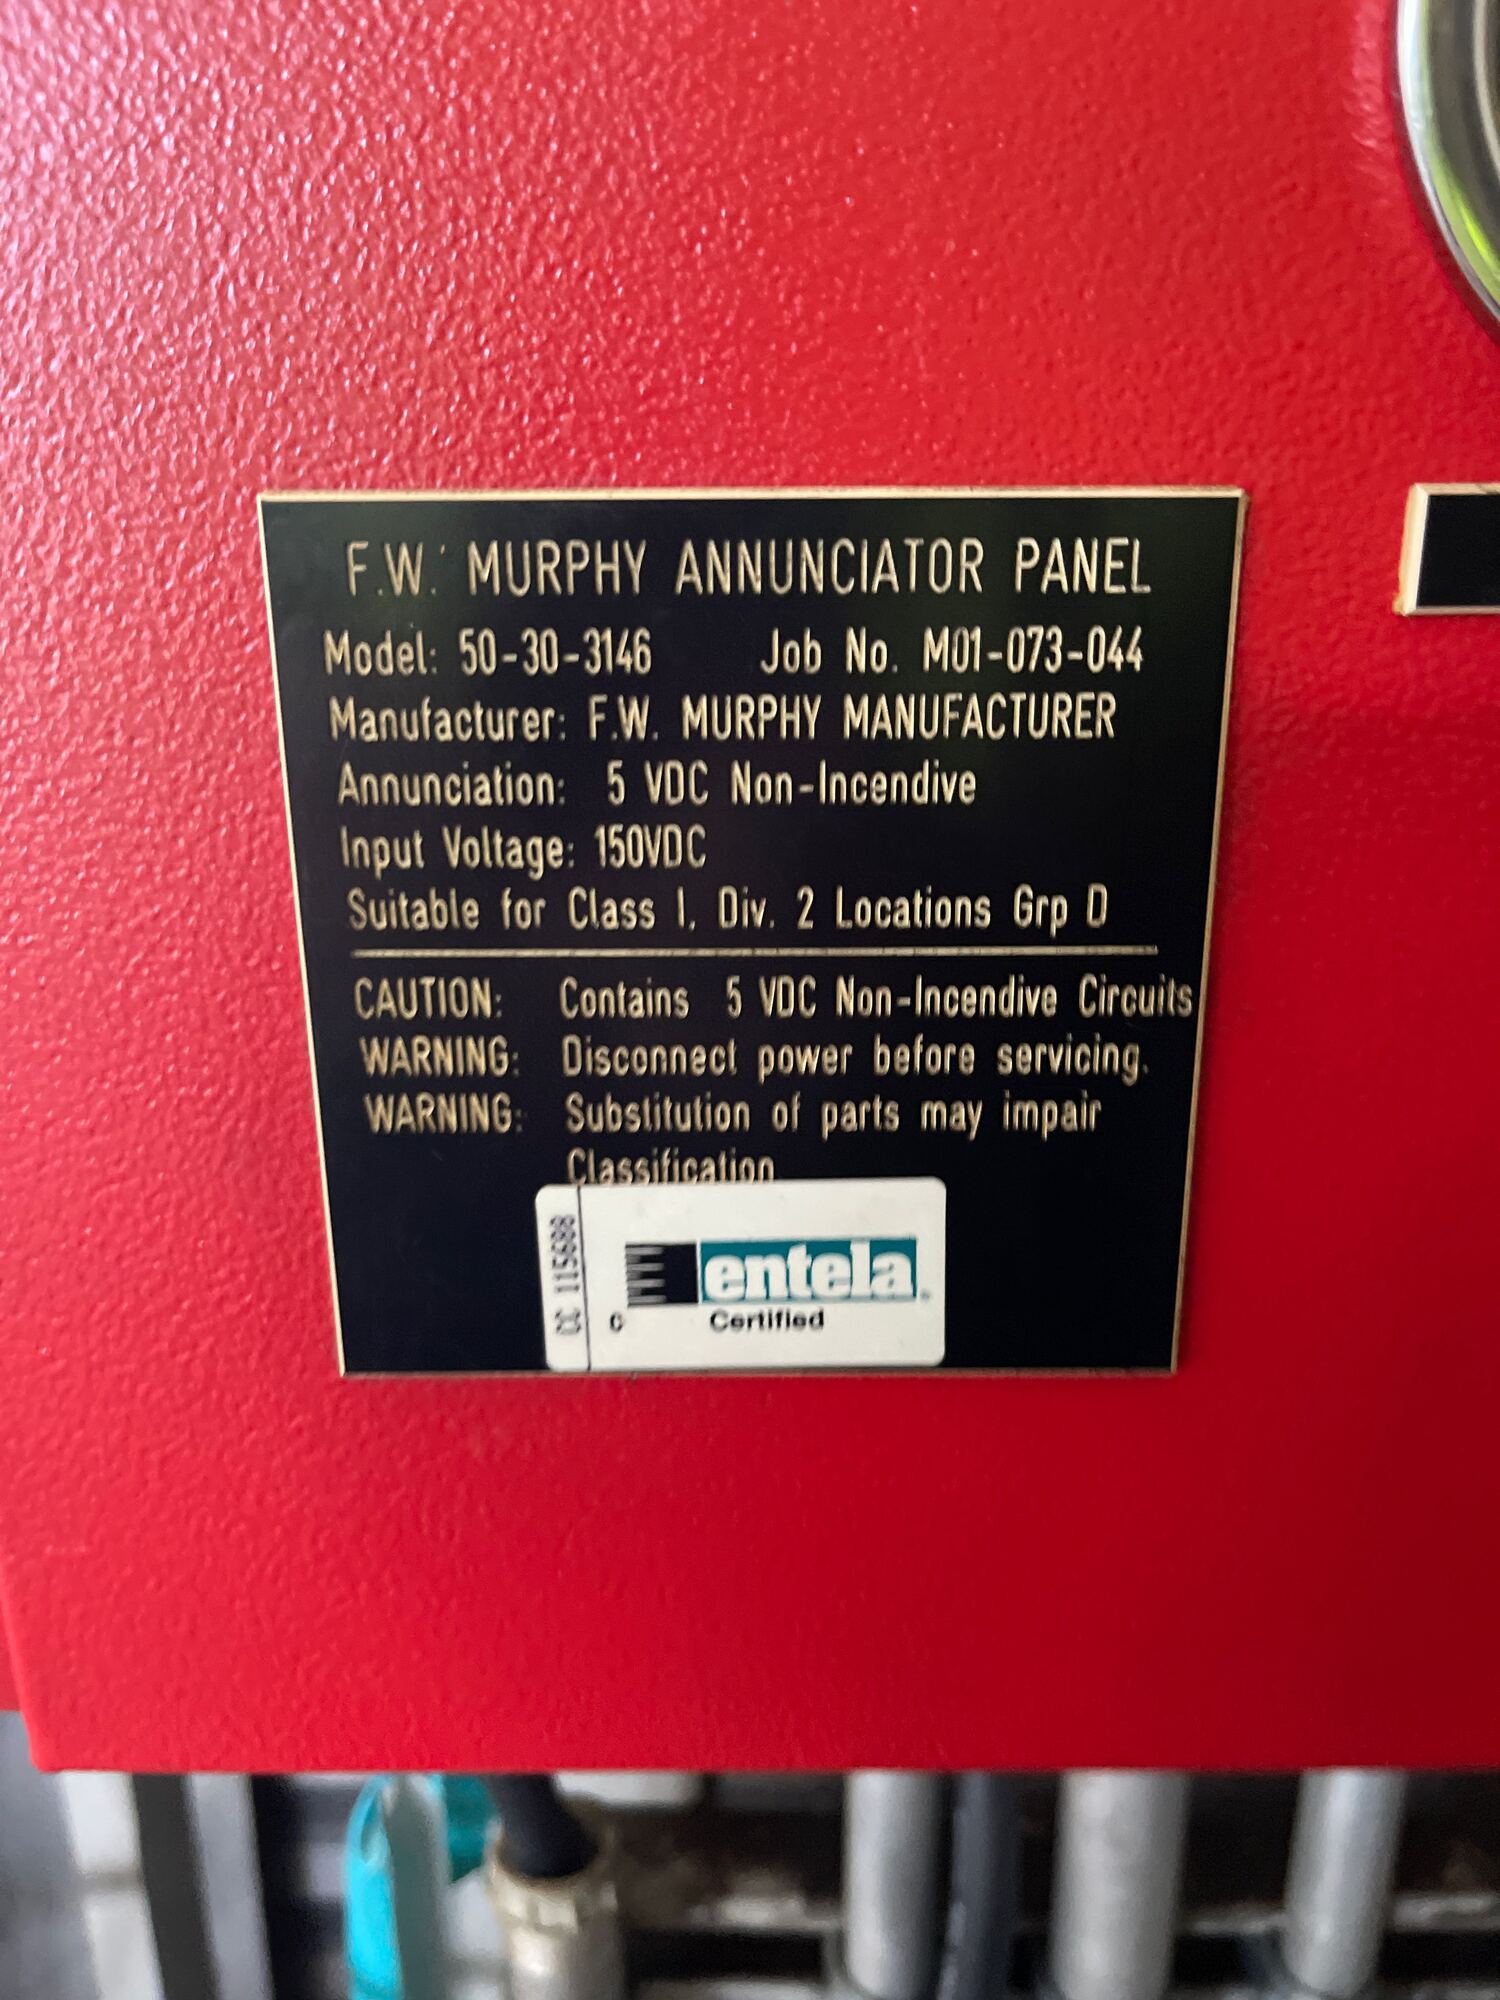 F.W. MURPHY ANNUNCIATOR PANEL
Model: 50-30-3146 Job No. M01-073-044
Manufacturer: F.W. MURPHY MANUFACTURER
Annunciation: 5 VDC Non-Incendive
Input Voltage: 150VDC
Suitable for Class I, Div. 2 Locations Grp D
CAUTION: Contains 5 VDC Non-Incendive Circuits
WARNING: Disconnect power before servicing.
WARNING: Substitution of parts may impair
Classification
CC 115688
entela
C Certified